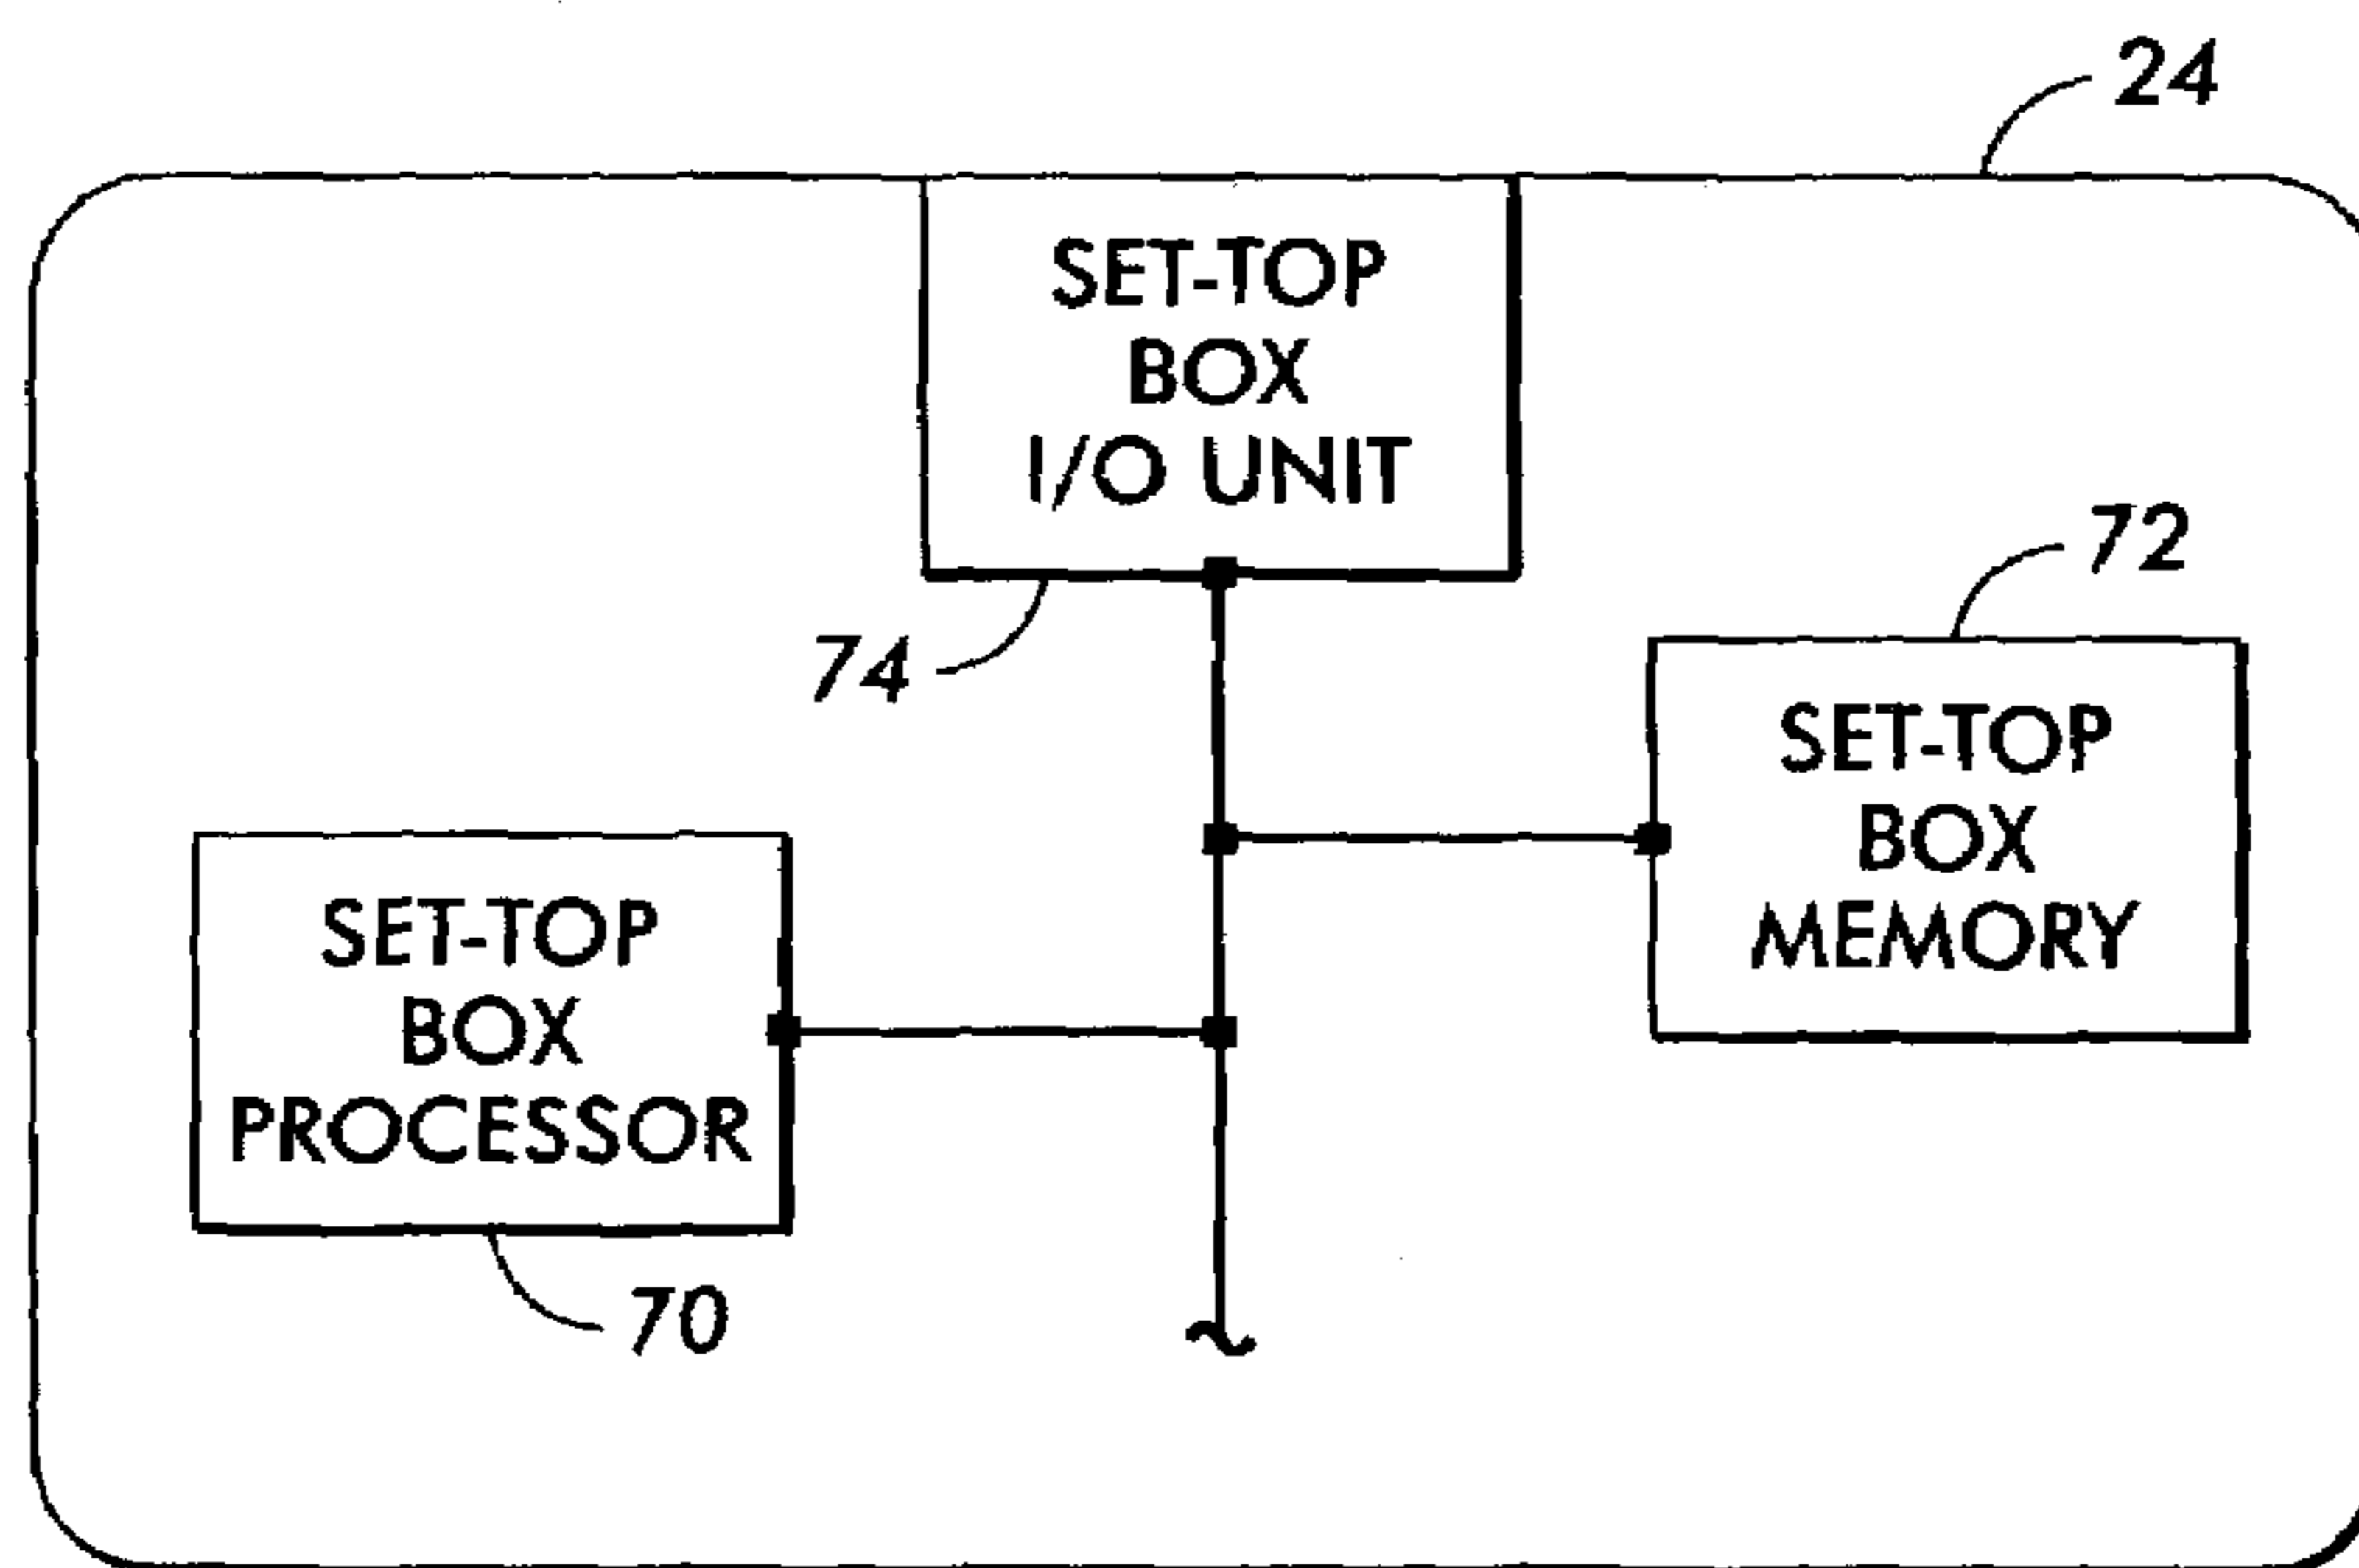 24
SET-TOP
BOX
I/O UNIT
74
72
SET-TOP
BOX
MEMORY
SET-TOP
BOX
PROCESSOR
70